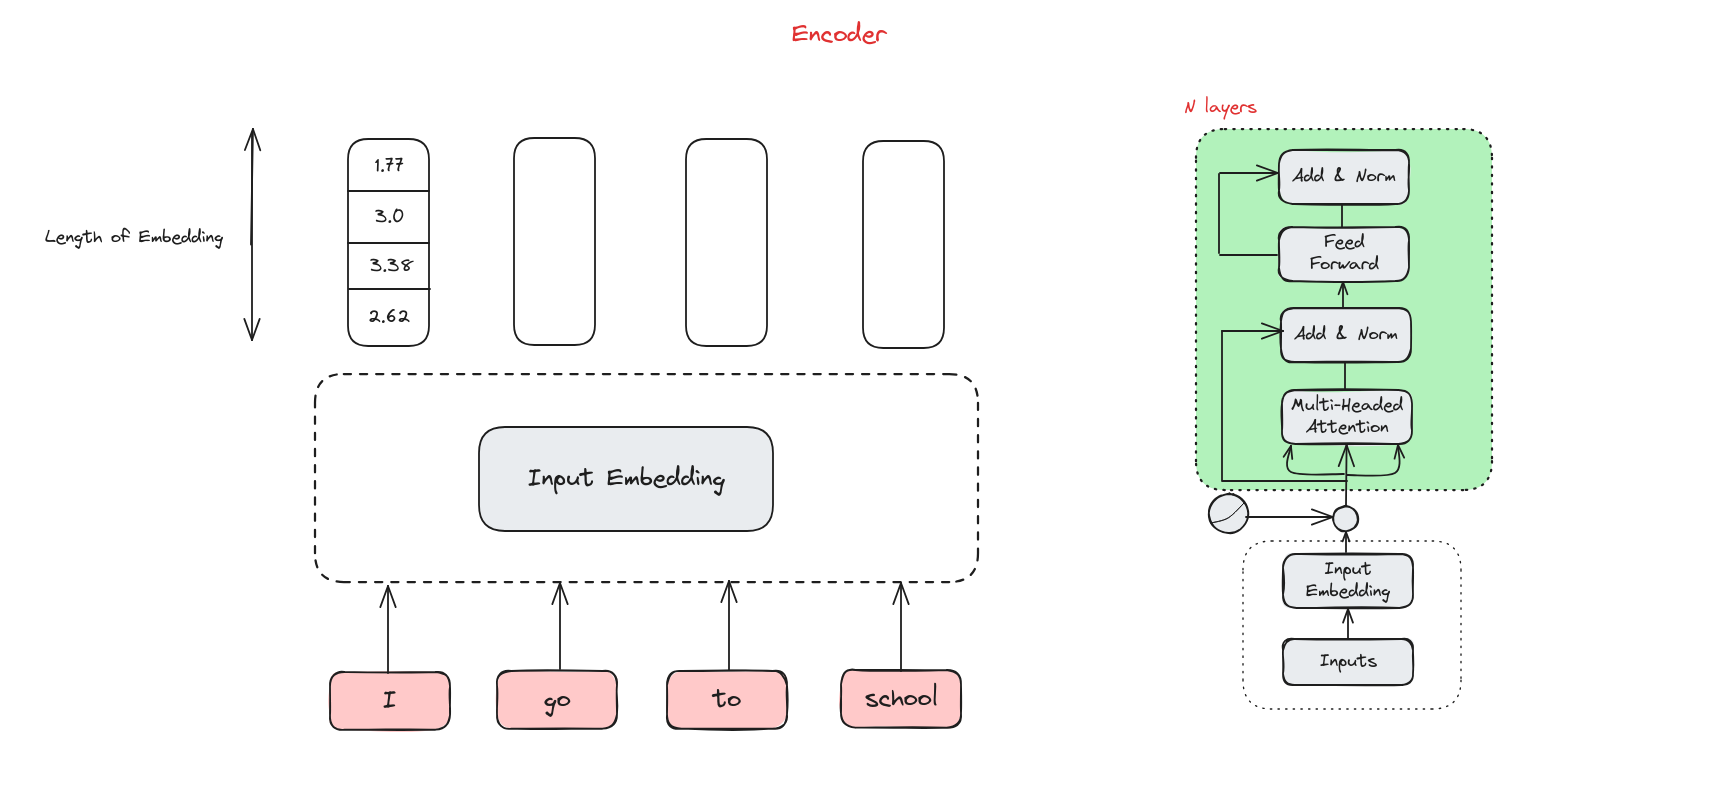 Encoder
Length of Embedding
1.77
3.0
3.38
2.62
Input Embedding
I
go
to
school
N layers
Add & Norm
Feed
Forward
Add & Norm
Multi-Headed
Attention
Input
Embedding
Inputs